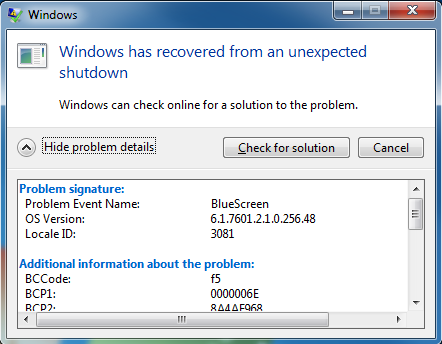 Windows
Windows has recovered from an unexpected
shutdown
Windows can check online for a solution to the problem.
Hide problem details
Check for solution
Cancel
Problem signature:
Problem Event Name: BlueScreen
OS Version: 6.1.7601.2.1.0.256.48
Locale ID: 3081
Additional information about the problem:
BCCode: f5
BCP1: 0000006E
BCP2: 8A4AF968